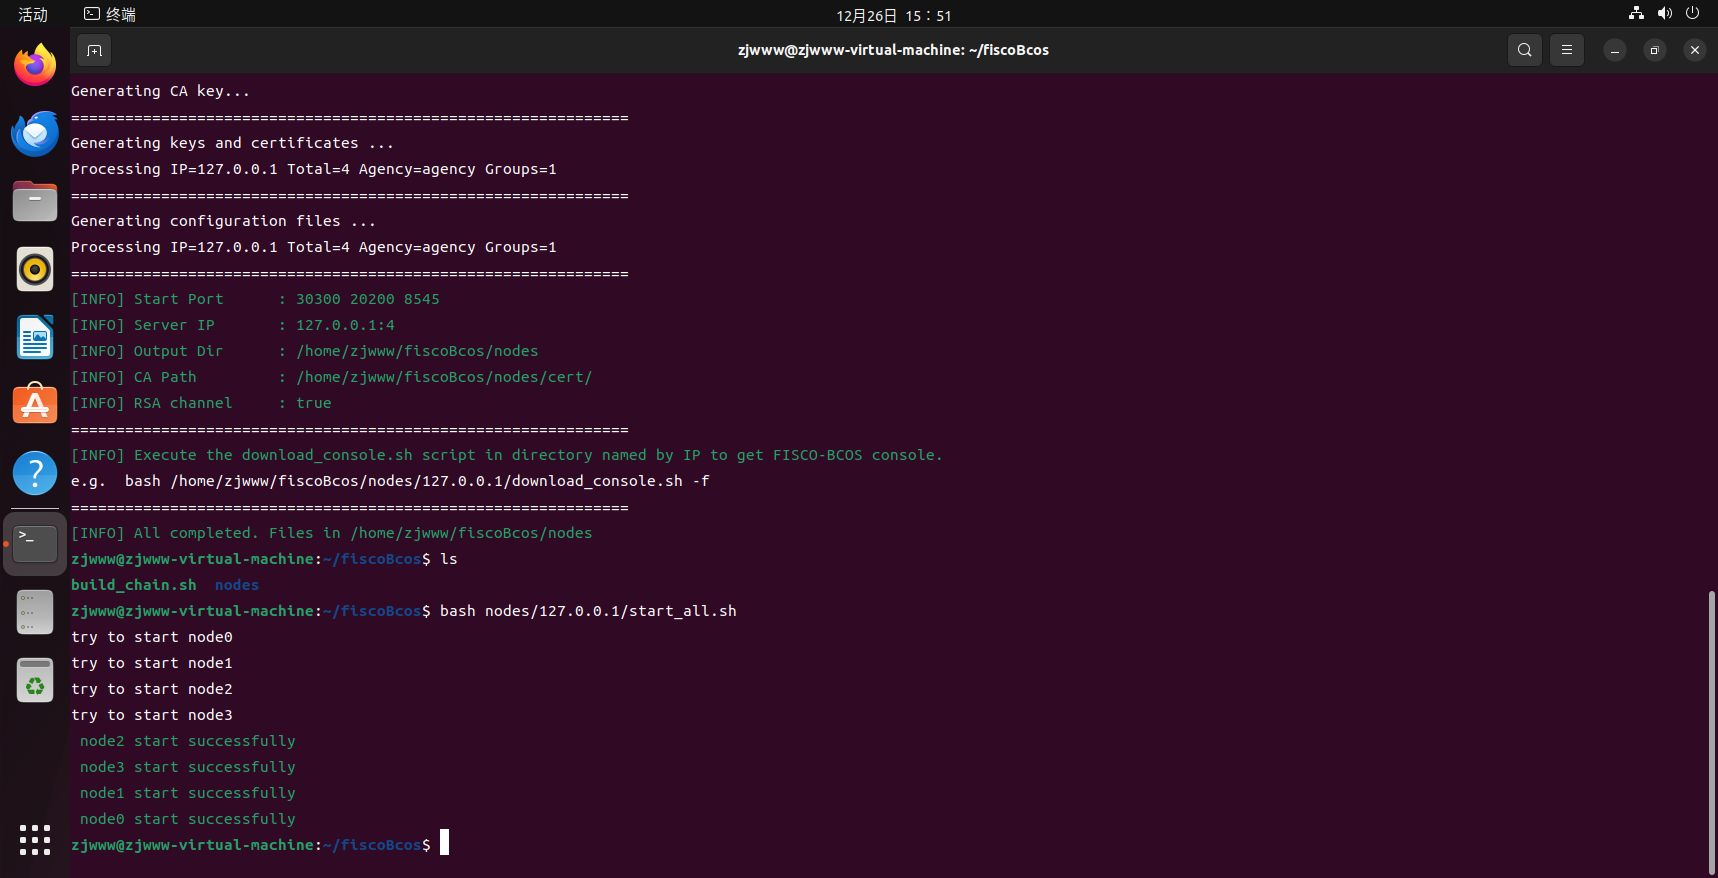 活动
终端
12月26日 15:51
zjwww@zjwww-virtual-machine: ~/fiscoBcos
Generating CA key...
==============================================================
Generating keys and certificates ...
Processing IP=127.0.0.1 Total=4 Agency=agency Groups=1
==============================================================
Generating configuration files ...
Processing IP=127.0.0.1 Total=4 Agency=agency Groups=1
==============================================================
[INFO] Start Port      : 30300 20200 8545
[INFO] Server IP       : 127.0.0.1:4
[INFO] Output Dir      : /home/zjwww/fiscoBcos/nodes
[INFO] CA Path         : /home/zjwww/fiscoBcos/nodes/cert/
[INFO] RSA channel     : true
==============================================================
[INFO] Execute the download_console.sh script in directory named by IP to get FISCO-BCOS console.
e.g.  bash /home/zjwww/fiscoBcos/nodes/127.0.0.1/download_console.sh -f
==============================================================
[INFO] All completed. Files in /home/zjwww/fiscoBcos/nodes
zjwww@zjwww-virtual-machine:~/fiscoBcos$ ls
build_chain.sh  nodes
zjwww@zjwww-virtual-machine:~/fiscoBcos$ bash nodes/127.0.0.1/start_all.sh
try to start node0
try to start node1
try to start node2
try to start node3
 node2 start successfully
 node3 start successfully
 node1 start successfully
 node0 start successfully
zjwww@zjwww-virtual-machine:~/fiscoBcos$